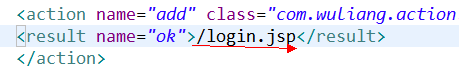 <action name="add" class="com.wuliang.action
<result name="ok">/login.jsp</result>
</action>